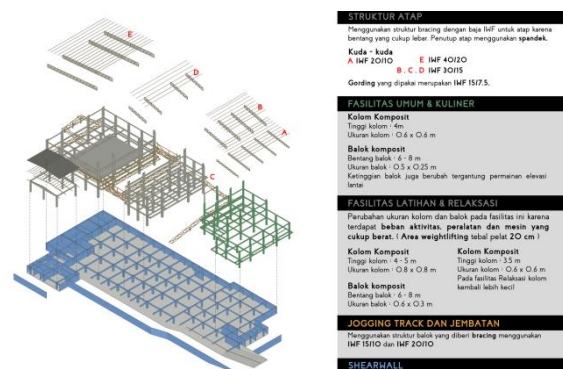 E
D
B
A
C
STRUKTUR ATAP
Menggunakan struktur bracing dengan baja IWF untuk atap karena
bentang yang cukup lebar. Penutup atap menggunakan spandek.
Kuda - kuda
A IWF 20/10 E IWF 40/20
B . C . D IWF 30/15
Gording yang dipakai merupakan IWF 15/7.5.
FASILITAS UMUM & KULINER
Kolom Komposit
Tinggi kolom : 4m
Ukuran kolom : 0.6 x 0.6 m
Balok komposit
Bentang balok : 6 - 8 m
Ukuran balok : 0.5 x 0.25 m
Ketinggian balok juga berubah tergantung permainan elevasi
lantai
FASILITAS LATIHAN & RELAKSASI
Perubahan ukuran kolom dan balok pada fasilitas ini karena
terdapat beban aktivitas, peralatan dan mesin yang
cukup berat. ( Area weightlifting tebal pelat 20 cm )
Kolom Komposit
Tinggi kolom : 4 - 5 m
Ukuran kolom : 0.8 x 0.8 m
Balok komposit
Bentang balok : 6 - 8 m
Ukuran balok : 0.6 x 0.3 m
Kolom Komposit
Tinggi kolom : 3.5 m
Ukuran kolom : 0.6 x 0.6 m
Pada fasilitas Relaksasi kolom
kembali lebih kecil
JOGGING TRACK DAN JEMBATAN
Menggunakan struktur balok yang diberi bracing menggunakan
IWF 15/10 dan IWF 20/10
SHEARWALL